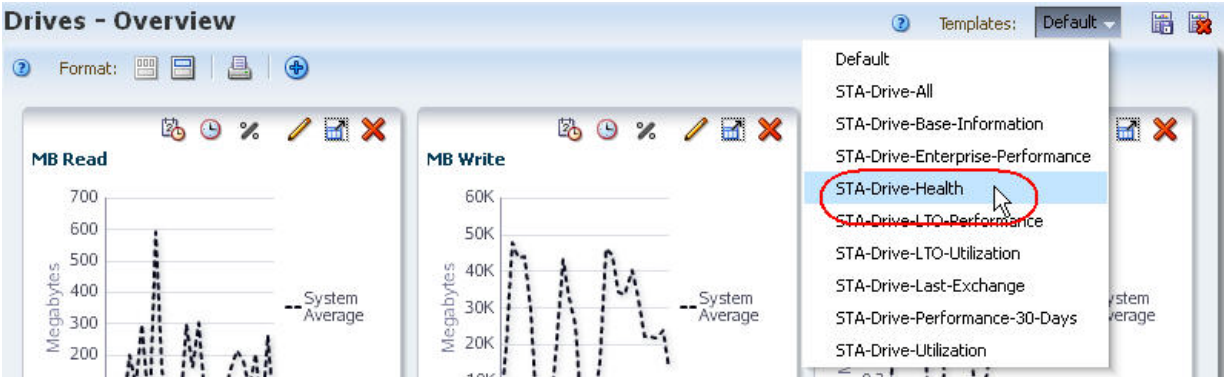 Drives - Overview
Templates: Default
Format:
Default
STA-Drive-All
STA-Drive-Base-Information
STA-Drive-Enterprise-Performance
STA-Drive-Health
STA-Drive-LTO-Performance
STA-Drive-LTO-Utilization
STA-Drive-Last-Exchange
STA-Drive-Performance-30-Days
STA-Drive-Utilization
MB Read
700
600
500
400
300
200
Megabytes
System
Average
MB Write
60K
50K
40K
30K
20K
Megabytes
System
Average
ystem
verage